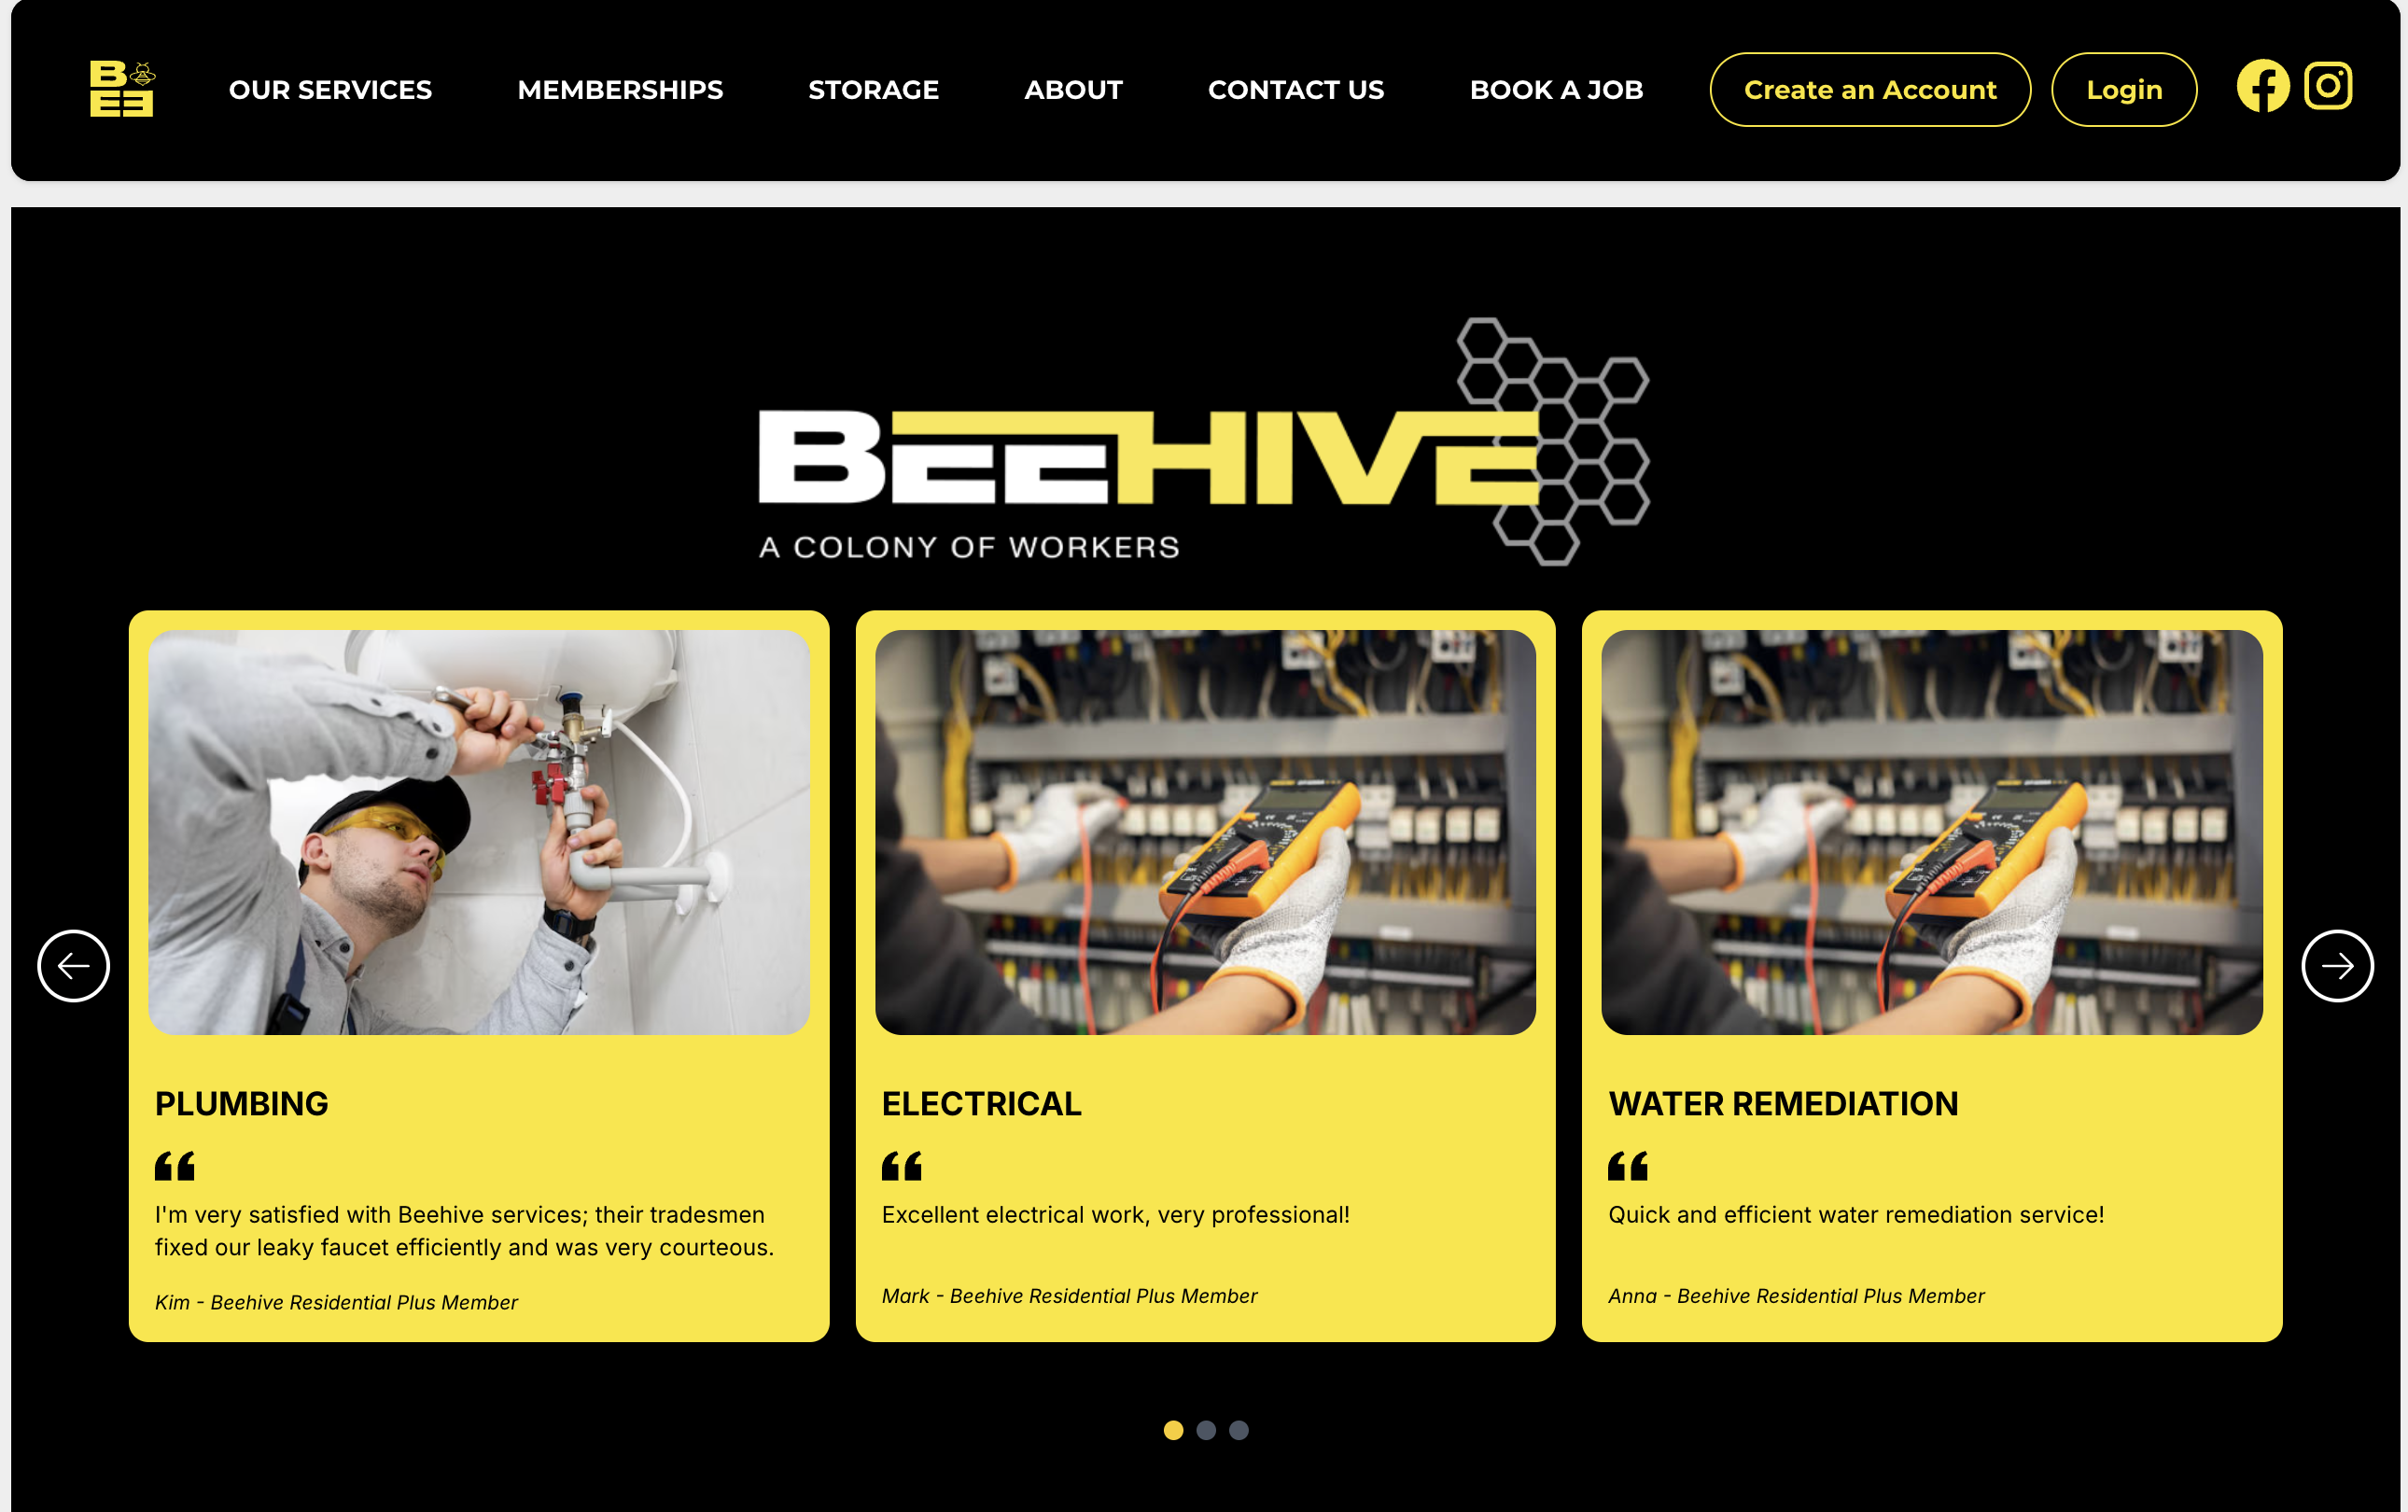 BEE
OUR SERVICES
MEMBERSHIPS
STORAGE
ABOUT
CONTACT US
BOOK A JOB
Create an Account
Login
BEEHIVE
A COLONY OF WORKERS
PLUMBING
“
I'm very satisfied with Beehive services; their tradesmen
fixed our leaky faucet efficiently and was very courteous.
Kim - Beehive Residential Plus Member
ELECTRICAL
“
Excellent electrical work, very professional!
Mark - Beehive Residential Plus Member
WATER REMEDIATION
“
Quick and efficient water remediation service!
Anna - Beehive Residential Plus Member